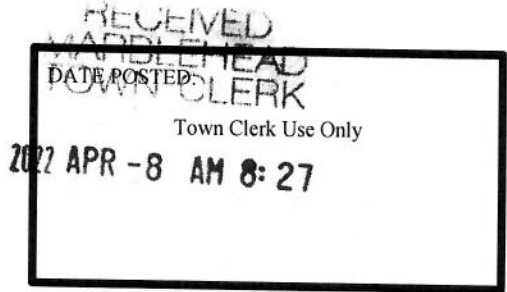 RECEIVED
MARBLEHEAD
TOWN CLERK
DATE POSTED:
Town Clerk Use Only
2022 APR -8 AM 8: 27